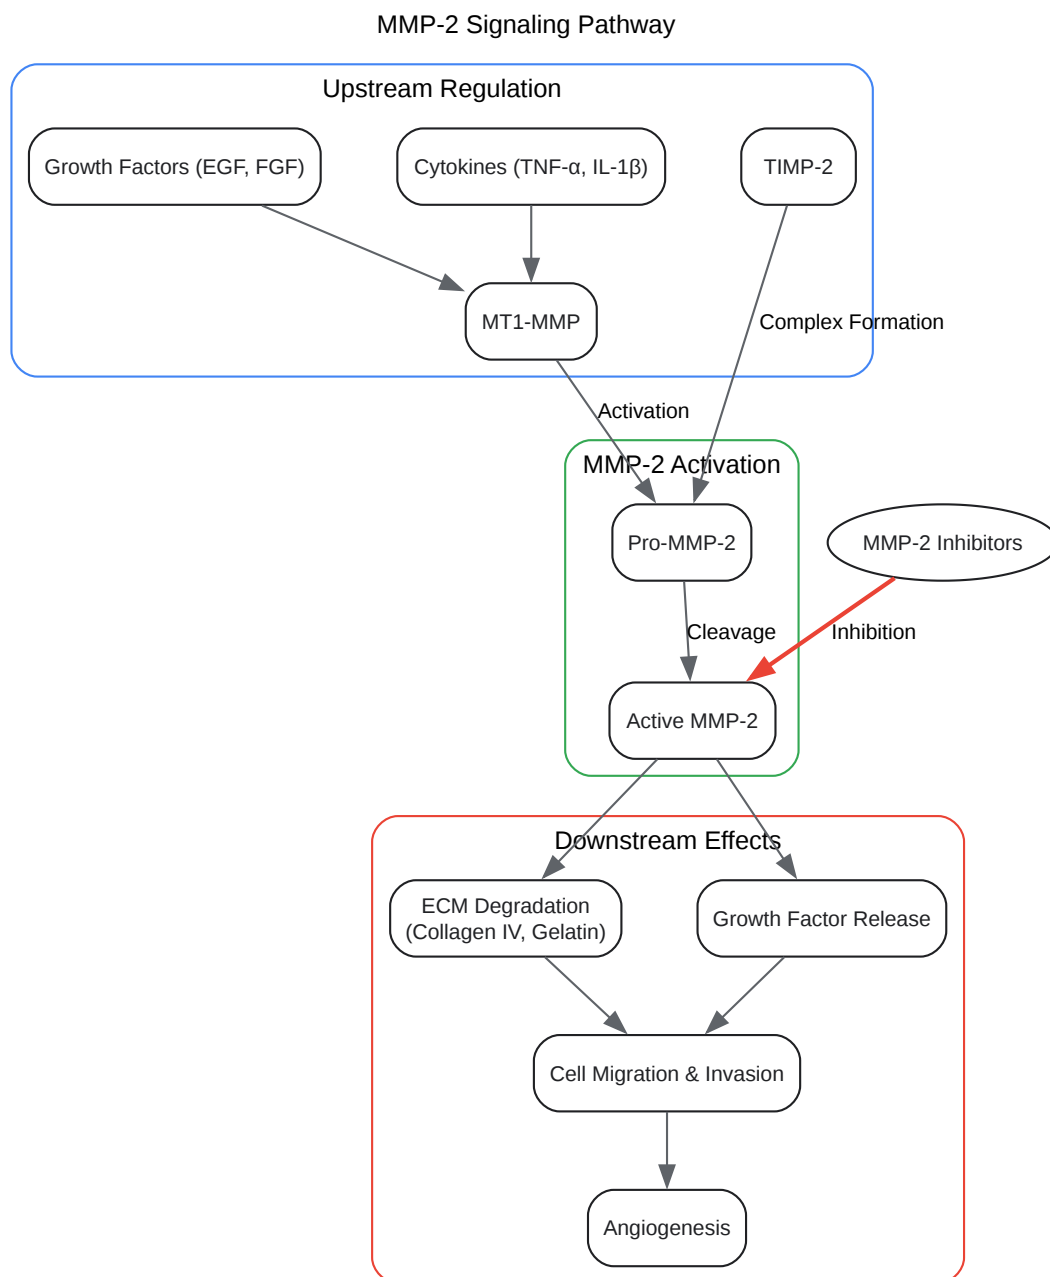 MMP-2 Signaling Pathway
Upstream Regulation
Growth Factors (EGF, FGF)
Cytokines (TNF-α, IL-1β)
TIMP-2
MT1-MMP
Complex Formation
Activation
MMP-2 Activation
Pro-MMP-2
MMP-2 Inhibitors
Cleavage
Inhibition
Active MMP-2
Downstream Effects
ECM Degradation
(Collagen IV, Gelatin)
Growth Factor Release
Cell Migration & Invasion
Angiogenesis